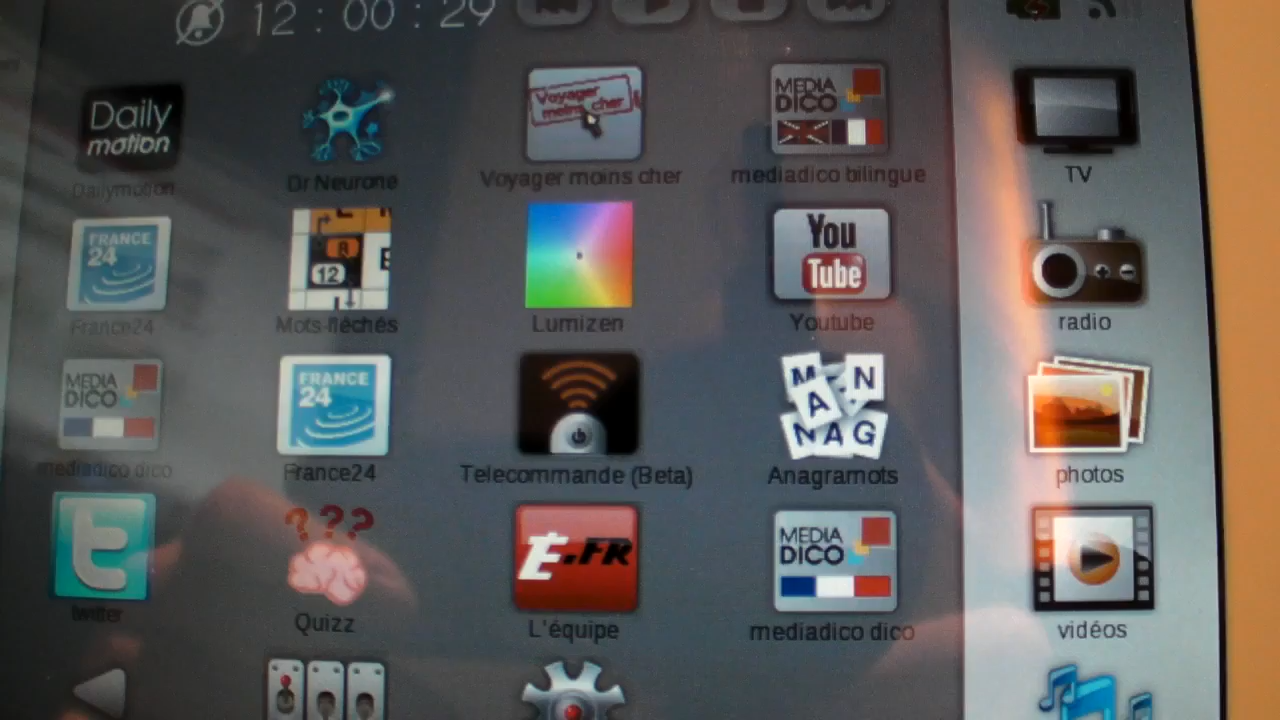 12 : 00 : 29
Daily
motion
Voyager
moins cher
MEDIA
DICO
Dailymotion
Dr Neurone
Voyager moins cher
mediadico bilingue
TV
FRANCE
24
R
12
You
Tube
France24
Mots-fléchés
Lumizen
Youtube
radio
MEDIA
DICO
FRANCE
24
M N
A
N A G
mediadico dico
France24
Telecommande (Beta)
Anagramots
photos
t
???
É.FR
MEDIA
DICO
twitter
Quizz
L'équipe
mediadico dico
vidéos